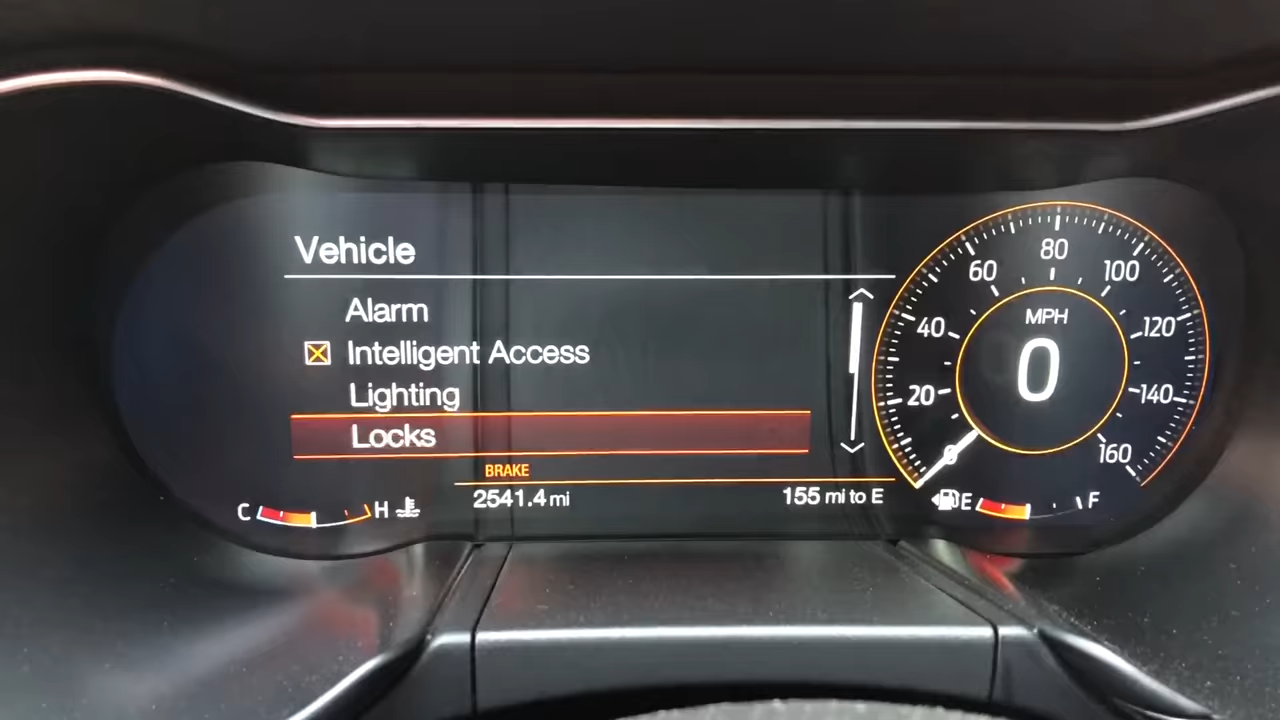 Vehicle
Alarm
Intelligent Access
Lighting
Locks
BRAKE
2541.4 mi
155 mi to E
C
H
MPH
0
0
20
40
60
80
100
120
140
160
E
F